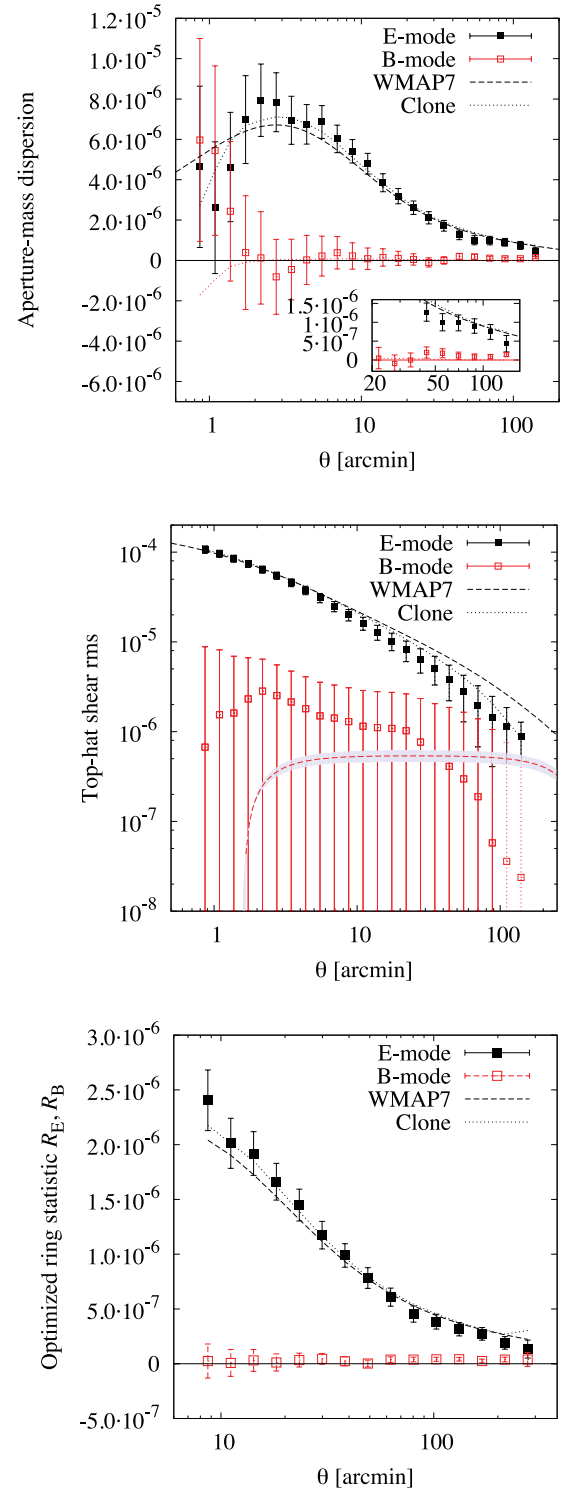 1.2·10⁻⁵
1.0·10⁻⁵
8.0·10⁻⁶
6.0·10⁻⁶
4.0·10⁻⁶
2.0·10⁻⁶
0
-2.0·10⁻⁶
-4.0·10⁻⁶
-6.0·10⁻⁶
Aperture-mass dispersion
E-mode
B-mode
WMAP7
Clone
1.5·10⁻⁶
1·10⁻⁶
5·10⁻⁷
0
20 50 100
1 10 100
θ [arcmin]
10⁻⁴
10⁻⁵
10⁻⁶
10⁻⁷
10⁻⁸
Top-hat shear rms
E-mode
B-mode
WMAP7
Clone
1 10 100
θ [arcmin]
3.0·10⁻⁶
2.5·10⁻⁶
2.0·10⁻⁶
1.5·10⁻⁶
1.0·10⁻⁶
5.0·10⁻⁷
0
-5.0·10⁻⁷
Optimized ring statistic R_E, R_B
E-mode
B-mode
WMAP7
Clone
10 100
θ [arcmin]